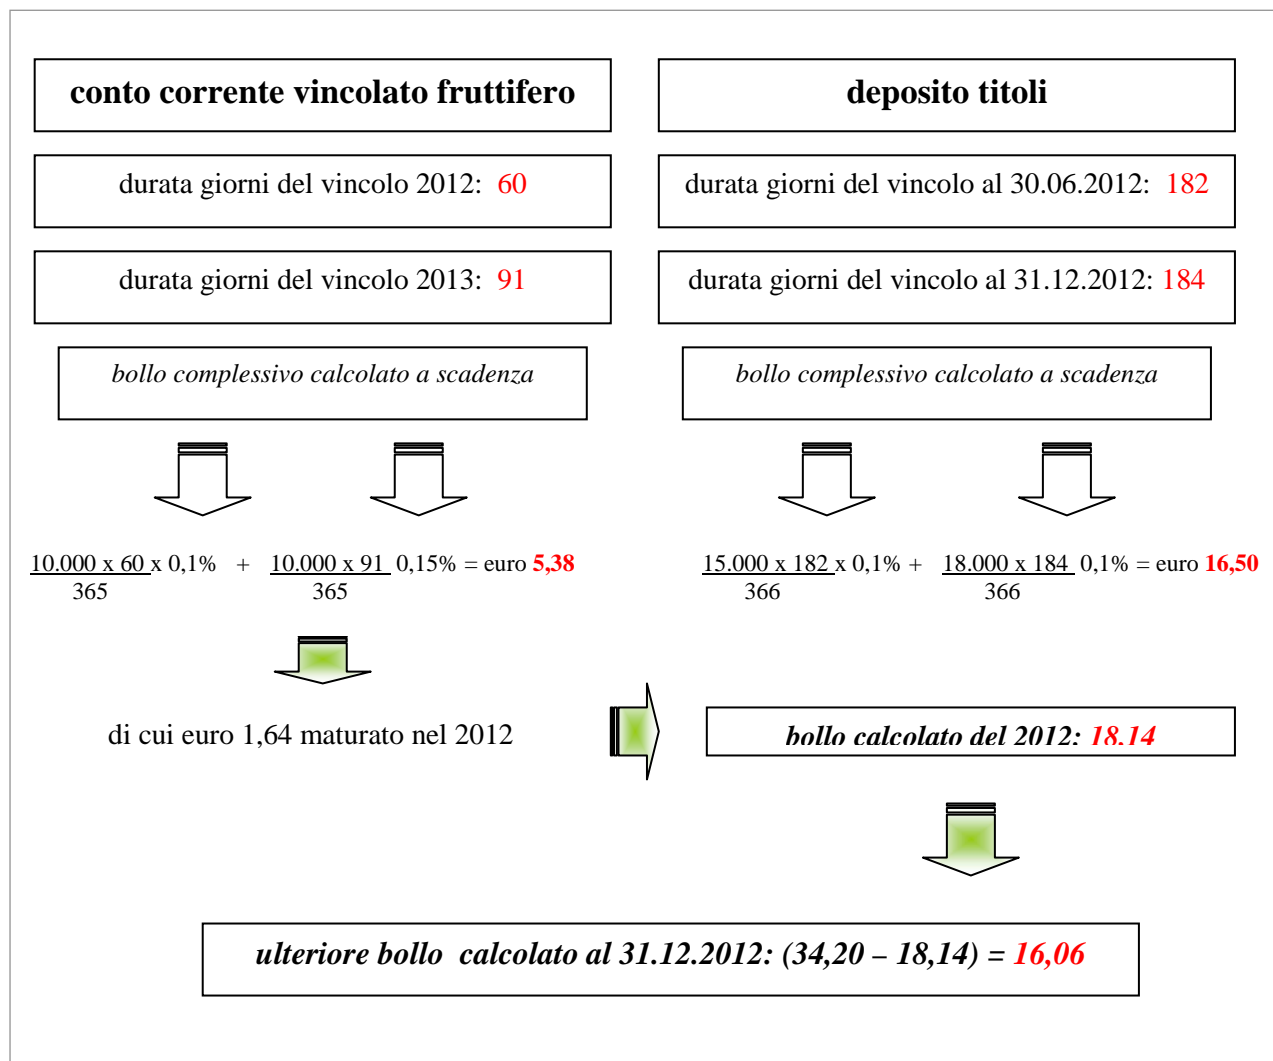 conto corrente vincolato fruttifero
deposito titoli
durata giorni del vincolo 2012: 60
durata giorni del vincolo al 30.06.2012: 182
durata giorni del vincolo 2013: 91
durata giorni del vincolo al 31.12.2012: 184
bollo complessivo calcolato a scadenza
bollo complessivo calcolato a scadenza
10.000 x 60 x 0,1% + 10.000 x 91 0,15% = euro 5,38
365 365
15.000 x 182 x 0,1% + 18.000 x 184 0,1% = euro 16,50
366 366
di cui euro 1,64 maturato nel 2012
bollo calcolato del 2012: 18,14
ulteriore bollo calcolato al 31.12.2012: (34,20 – 18,14) = 16,06